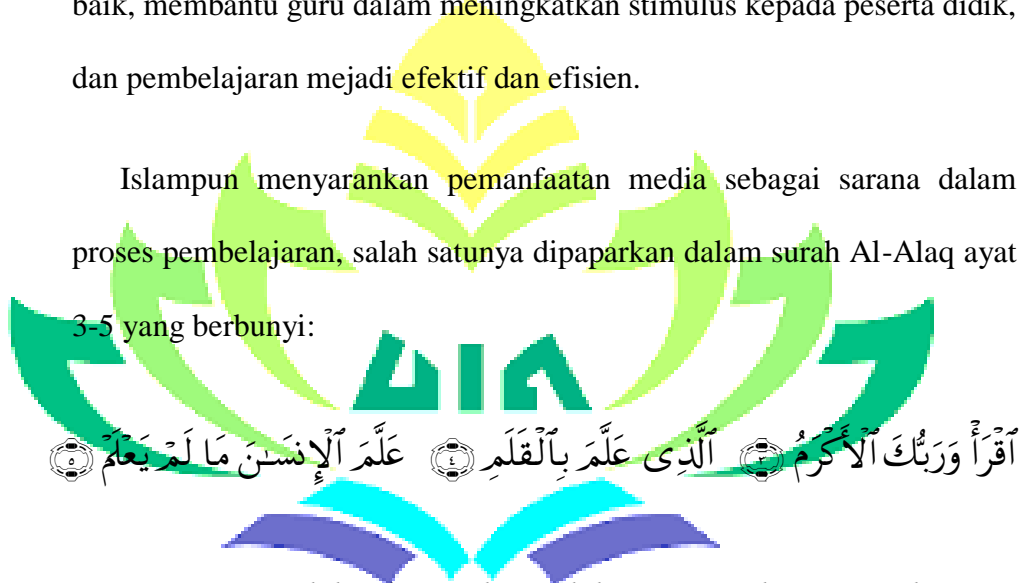 baik, membantu guru dalam meningkatkan stimulus kepada peserta didik,
dan pembelajaran mejadi efektif dan efisien.
Islampun menyarankan pemanfaatan media sebagai sarana dalam
proses pembelajaran, salah satunya dipaparkan dalam surah Al-Alaq ayat
3-5 yang berbunyi:
ٱقْرَأْ وَرَبُّكَ ٱلْأَكْرَمُ ۝٣ ٱلَّذِى عَلَّمَ بِٱلْقَلَمِ ۝٤ عَلَّمَ ٱلْإِنسَـٰنَ مَا لَمْ يَعْلَمْ ۝٥